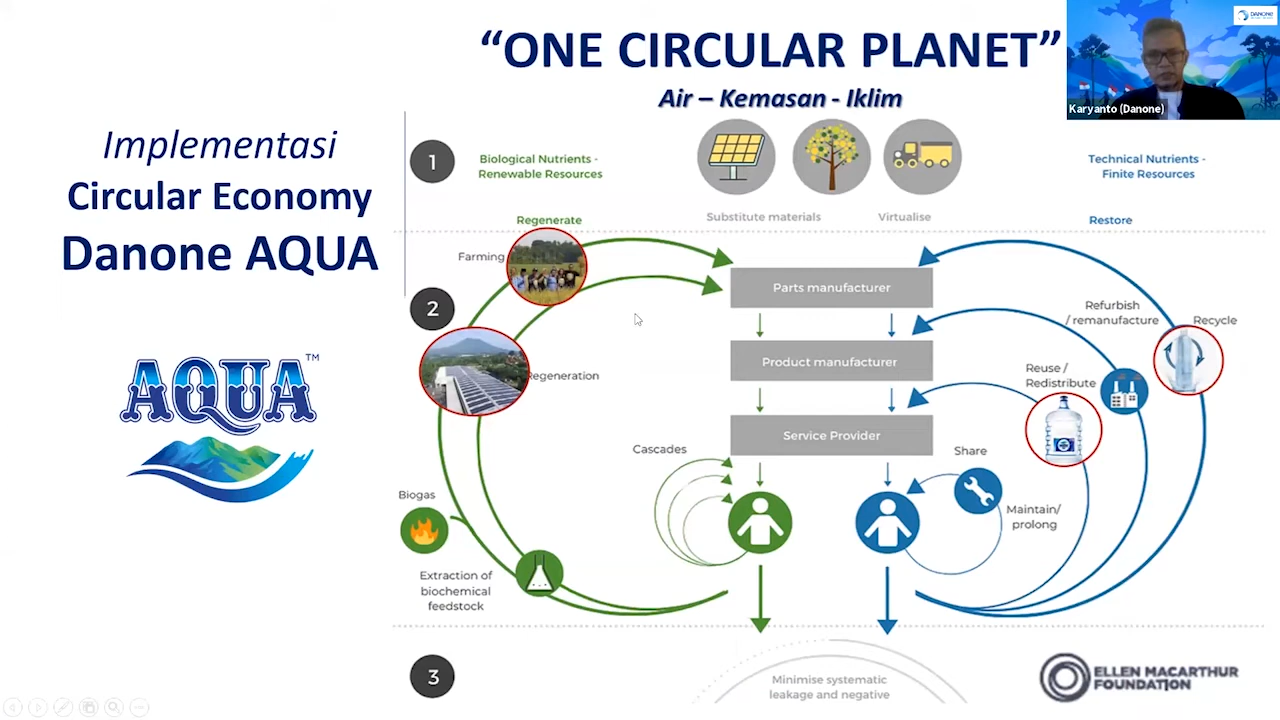 “ONE CIRCULAR PLANET”
Air – Kemasan - Iklim
DANONE
Karyanto (Danone)
Implementasi
Circular Economy
Danone AQUA
AQUA™
1
Biological Nutrients -
Renewable Resources
Technical Nutrients -
Finite Resources
Regenerate
Substitute materials
Virtualise
Restore
2
Farming
Parts manufacturer
Refurbish
/ remanufacture
Recycle
Product manufacturer
Regeneration
Reuse /
Redistribute
Service Provider
Cascades
Share
Biogas
Maintain/
prolong
Extraction of
biochemical
feedstock
3
Minimise systematic
leakage and negative
ELLEN MACARTHUR
FOUNDATION